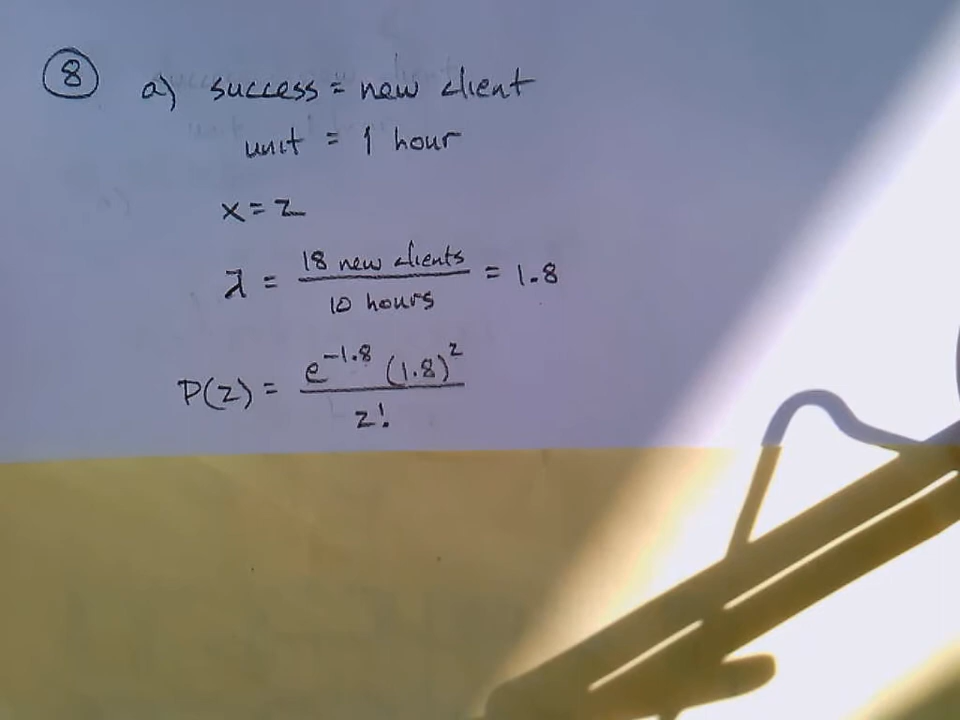 8 a) success = new client
unit = 1 hour
x = 2
λ = 18 new clients / 10 hours = 1.8
P(2) = e^-1.8 (1.8)^2 / 2!